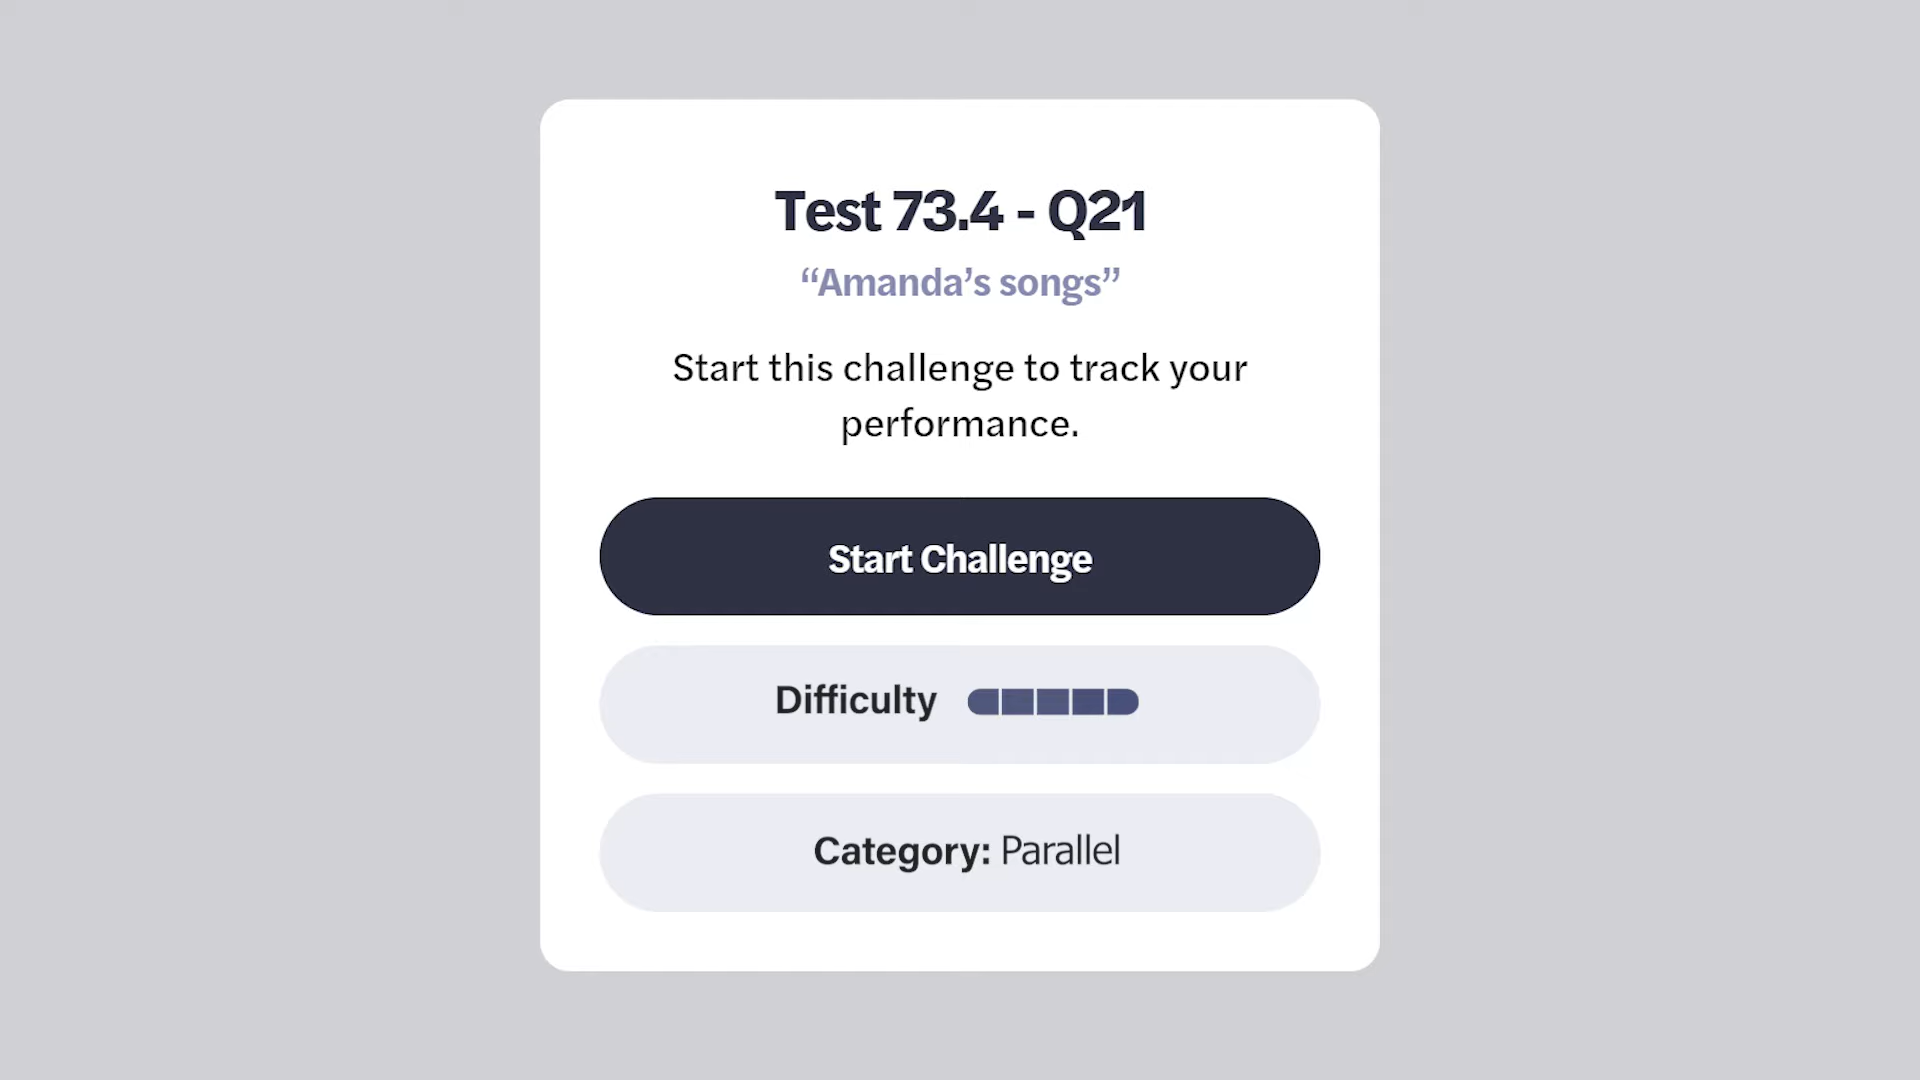 Test 73.4 - Q21
“Amanda’s songs”
Start this challenge to track your
performance.
Start Challenge
Difficulty
Category: Parallel